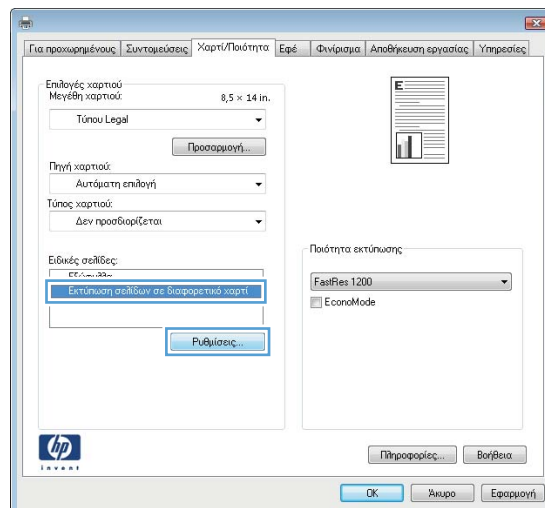 Για προχωρημένους Συντομεύσεις Χαρτί/Ποιότητα Εφέ Φινίρισμα Αποθήκευση εργασίας Υπηρεσίες
Επιλογές χαρτιού
Μεγέθη χαρτιού: 8,5 × 14 in.
Τύπου Legal
Προσαρμογή...
Πηγή χαρτιού:
Αυτόματη επιλογή
Τύπος χαρτιού:
Δεν προσδιορίζεται
Ειδικές σελίδες:
Εξώφυλλα
Εκτύπωση σελίδων σε διαφορετικό χαρτί
Ρυθμίσεις...
E
Ποιότητα εκτύπωσης
FastRes 1200
EconoMode
hp
invent
Πληροφορίες... Βοήθεια
OK Άκυρο Εφαρμογή